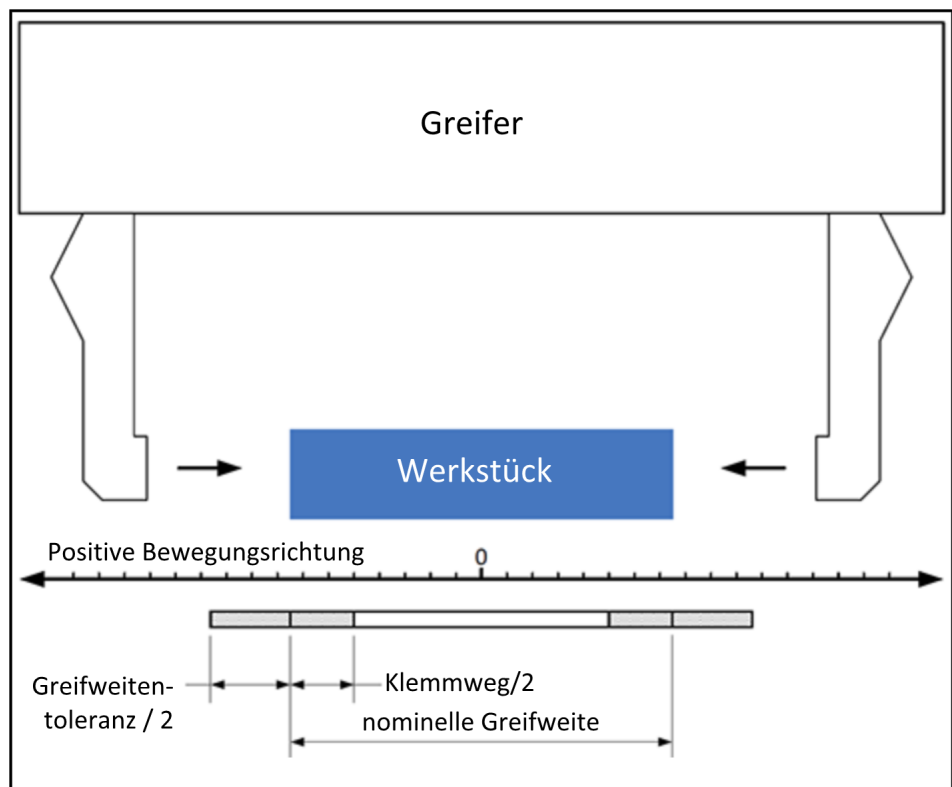 Greifer
Werkstück
Positive Bewegungsrichtung
0
Greifweiten-
toleranz / 2
Klemmweg/2
nominelle Greifweite